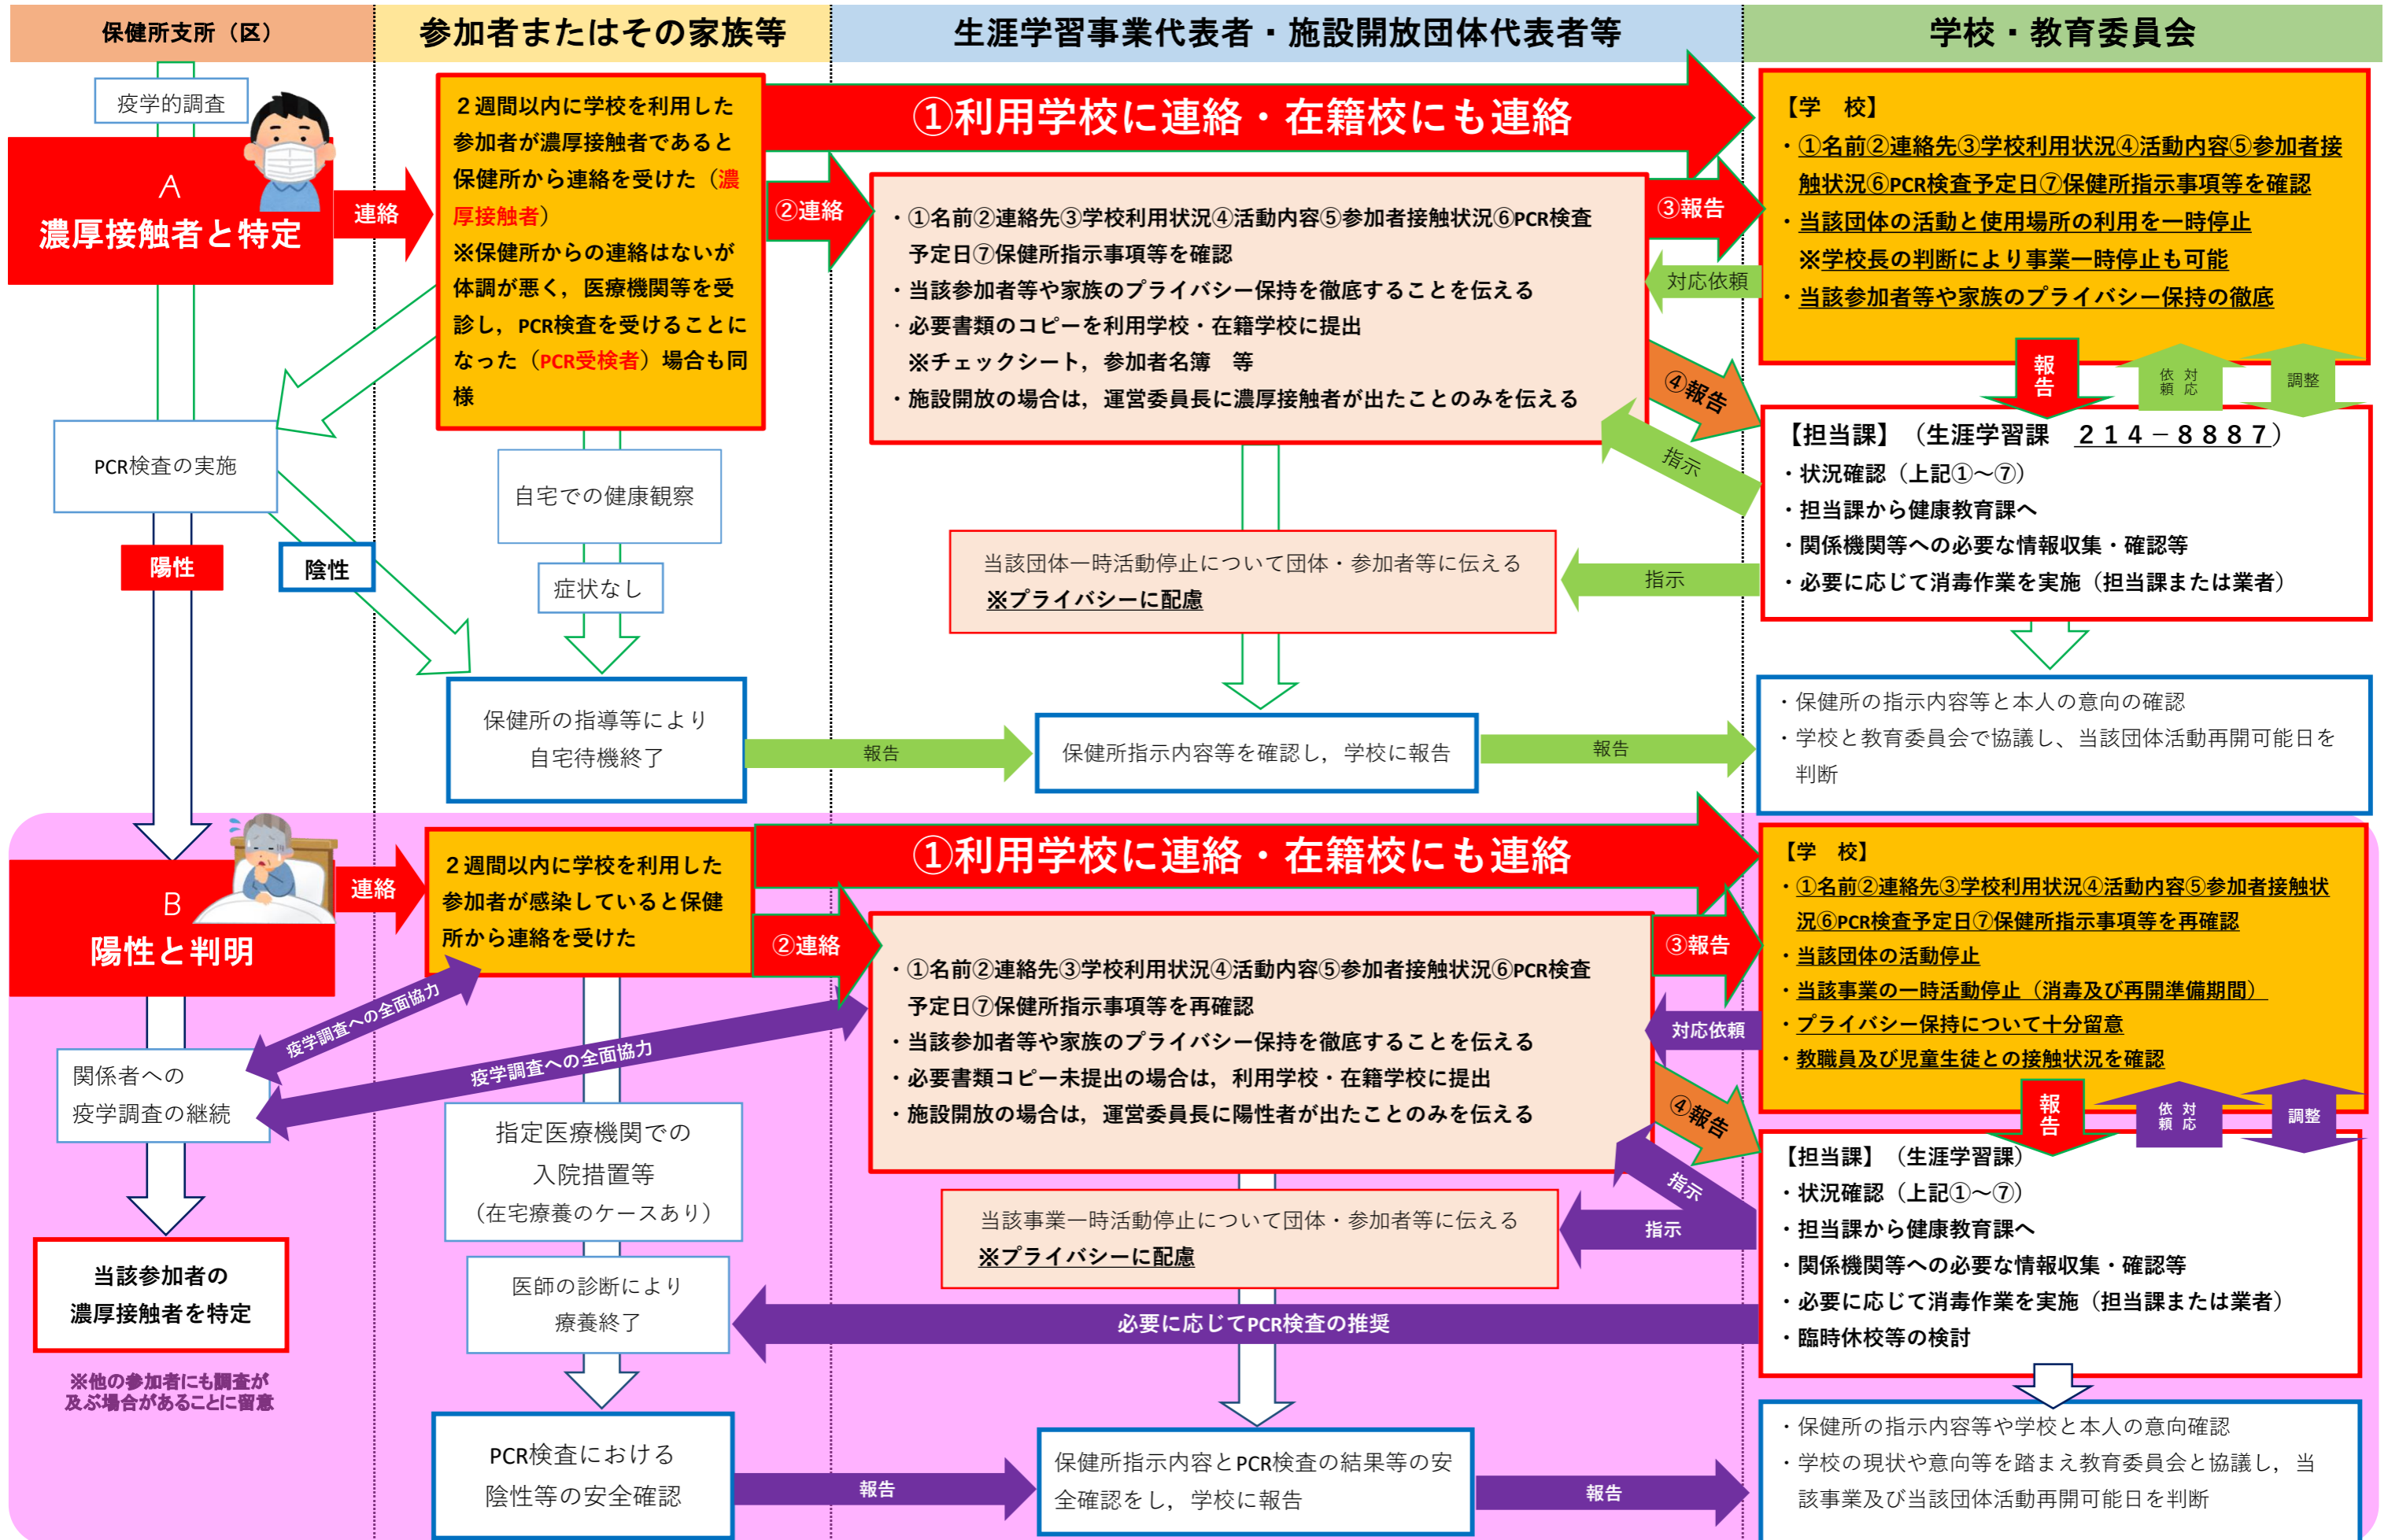 保健所支所（区）
参加者またはその家族等
生涯学習事業代表者・施設開放団体代表者等
学校・教育委員会
疫学的調査
A
濃厚接触者と特定
連絡
２週間以内に学校を利用した
参加者が濃厚接触者であると
保健所から連絡を受けた（濃
厚接触者）
※保健所からの連絡はないが
体調が悪く，医療機関等を受
診し，PCR検査を受けることに
なった（PCR受検者）場合も同
様
①利用学校に連絡・在籍校にも連絡
②連絡
・①名前②連絡先③学校利用状況④活動内容⑤参加者接触状況⑥PCR検査
予定日⑦保健所指示事項等を確認
・当該参加者等や家族のプライバシー保持を徹底することを伝える
・必要書類のコピーを利用学校・在籍学校に提出
※チェックシート，参加者名簿　等
・施設開放の場合は，運営委員長に濃厚接触者が出たことのみを伝える
③報告
対応依頼
④報告
指示
【学　校】
・①名前②連絡先③学校利用状況④活動内容⑤参加者接
触状況⑥PCR検査予定日⑦保健所指示事項等を確認
・当該団体の活動と使用場所の利用を一時停止
※学校長の判断により事業一時停止も可能
・当該参加者等や家族のプライバシー保持の徹底
報告
対応
依頼
調整
【担当課】（生涯学習課　２１４－８８８７）
・状況確認（上記①～⑦）
・担当課から健康教育課へ
・関係機関等への必要な情報収集・確認等
・必要に応じて消毒作業を実施（担当課または業者）
PCR検査の実施
陽性
陰性
自宅での健康観察
症状なし
当該団体一時活動停止について団体・参加者等に伝える
※プライバシーに配慮
指示
保健所の指導等により
自宅待機終了
報告
保健所指示内容等を確認し，学校に報告
報告
・保健所の指示内容等と本人の意向の確認
・学校と教育委員会で協議し、当該団体活動再開可能日を
判断
B
陽性と判明
連絡
２週間以内に学校を利用した
参加者が感染していると保健
所から連絡を受けた
①利用学校に連絡・在籍校にも連絡
②連絡
・①名前②連絡先③学校利用状況④活動内容⑤参加者接触状況⑥PCR検査
予定日⑦保健所指示事項等を再確認
・当該参加者等や家族のプライバシー保持を徹底することを伝える
・必要書類コピー未提出の場合は，利用学校・在籍学校に提出
・施設開放の場合は，運営委員長に陽性者が出たことのみを伝える
③報告
対応依頼
④報告
指示
【学　校】
・①名前②連絡先③学校利用状況④活動内容⑤参加者接触状
況⑥PCR検査予定日⑦保健所指示事項等を再確認
・当該団体の活動停止
・当該事業の一時活動停止（消毒及び再開準備期間）
・プライバシー保持について十分留意
・教職員及び児童生徒との接触状況を確認
報告
対応
依頼
調整
【担当課】（生涯学習課）
・状況確認（上記①～⑦）
・担当課から健康教育課へ
・関係機関等への必要な情報収集・確認等
・必要に応じて消毒作業を実施（担当課または業者）
・臨時休校等の検討
疫学調査への全面協力
疫学調査への全面協力
関係者への
疫学調査の継続
当該参加者の
濃厚接触者を特定
※他の参加者にも調査が
及ぶ場合があることに留意
指定医療機関での
入院措置等
（在宅療養のケースあり）
医師の診断により
療養終了
当該事業一時活動停止について団体・参加者等に伝える
※プライバシーに配慮
指示
必要に応じてPCR検査の推奨
PCR検査における
陰性等の安全確認
報告
保健所指示内容とPCR検査の結果等の安
全確認をし，学校に報告
報告
・保健所の指示内容等や学校と本人の意向確認
・学校の現状や意向等を踏まえ教育委員会と協議し，当
該事業及び当該団体活動再開可能日を判断